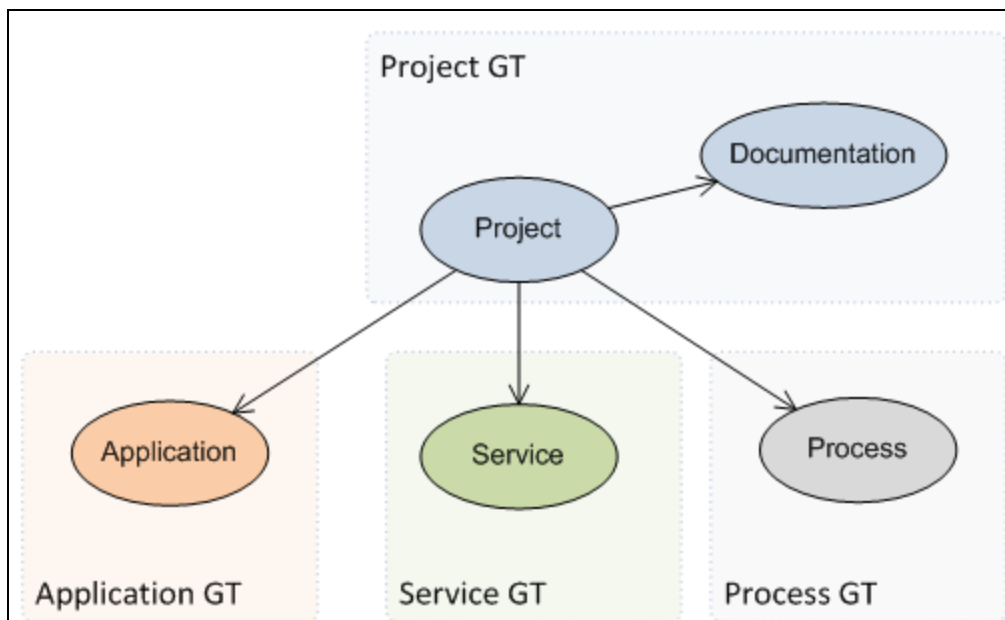 Project GT
Documentation
Project
Application
Service
Process
Application GT
Service GT
Process GT